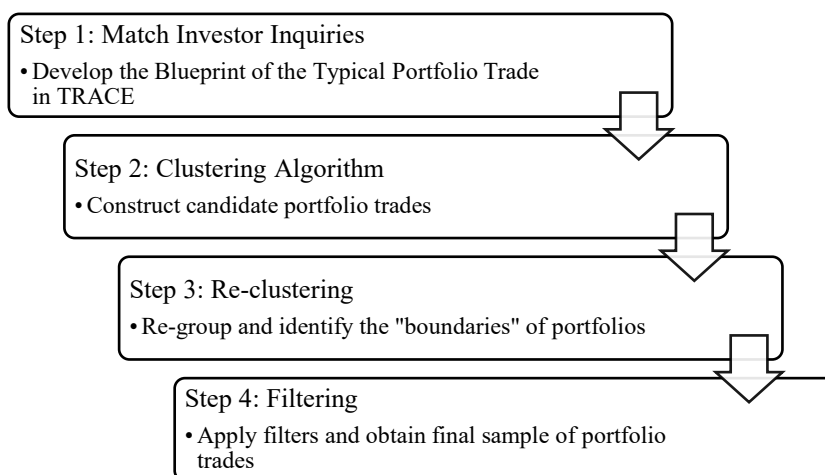 Step 1: Match Investor Inquiries
• Develop the Blueprint of the Typical Portfolio Trade
in TRACE
Step 2: Clustering Algorithm
• Construct candidate portfolio trades
Step 3: Re-clustering
• Re-group and identify the "boundaries" of portfolios
Step 4: Filtering
• Apply filters and obtain final sample of portfolio
trades